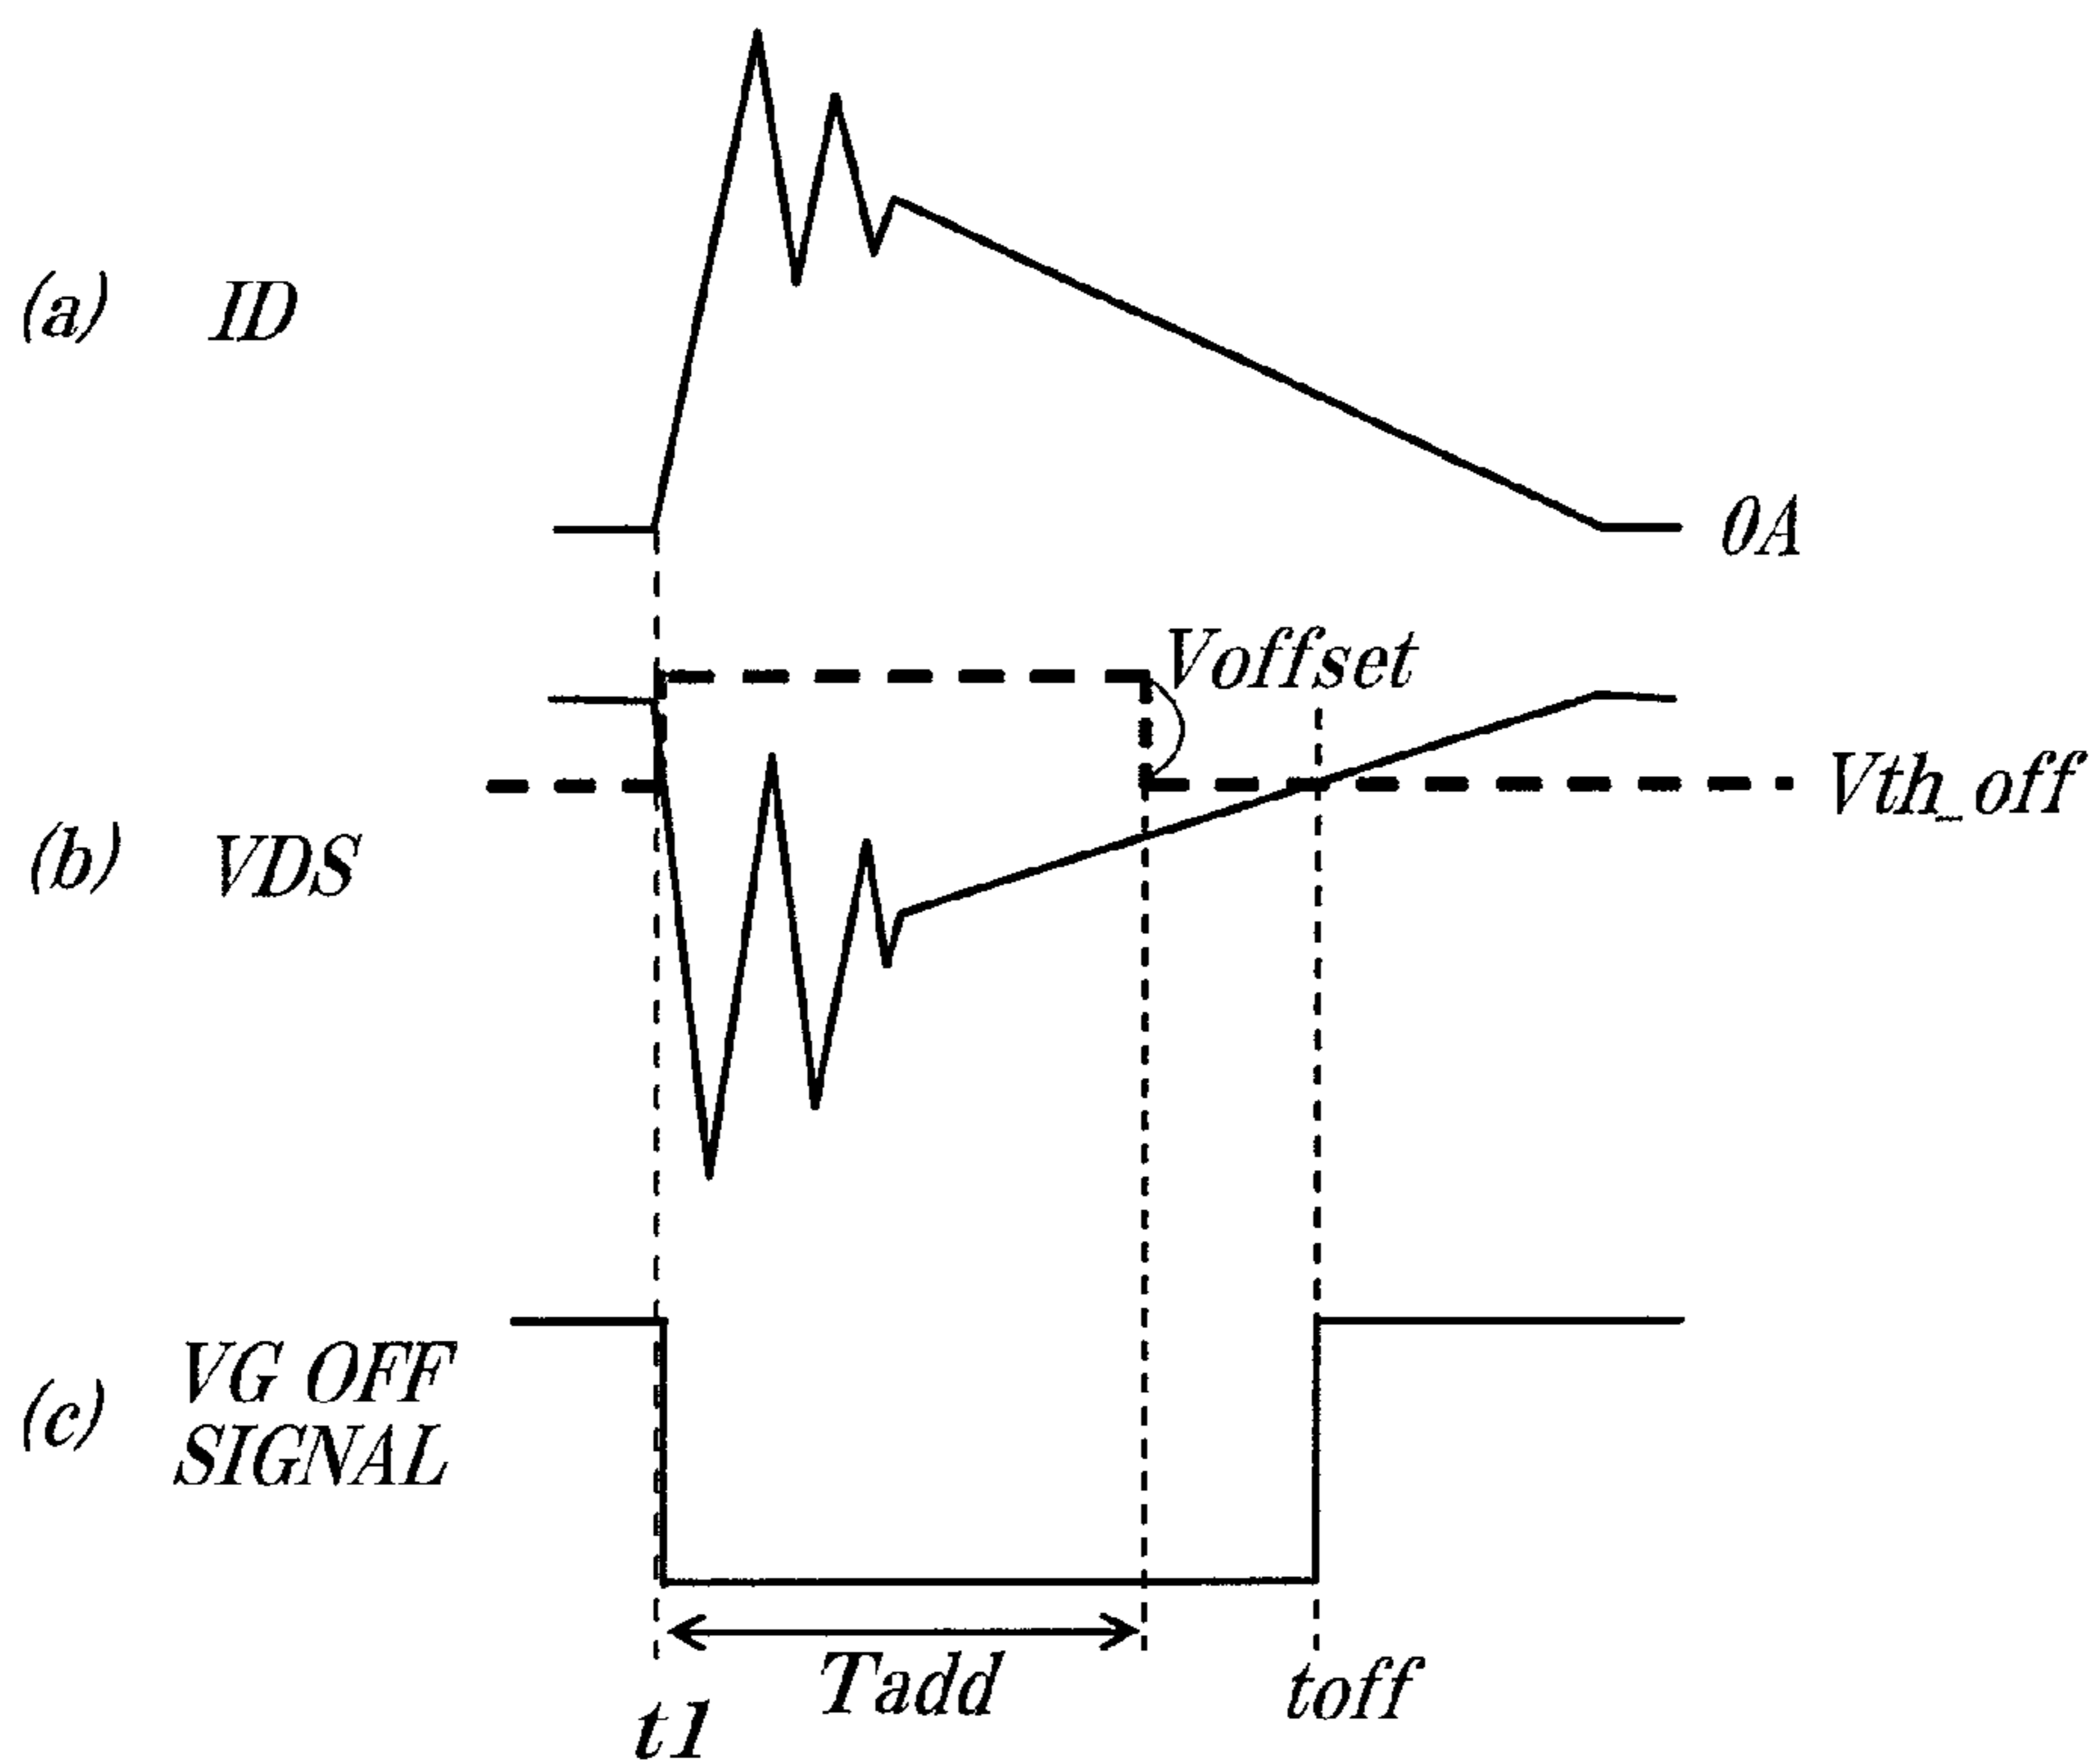 (a) ID
0A
Voffset
Vth_off
(b) VDS
(c) VG OFF
SIGNAL
Tadd
toff
t1